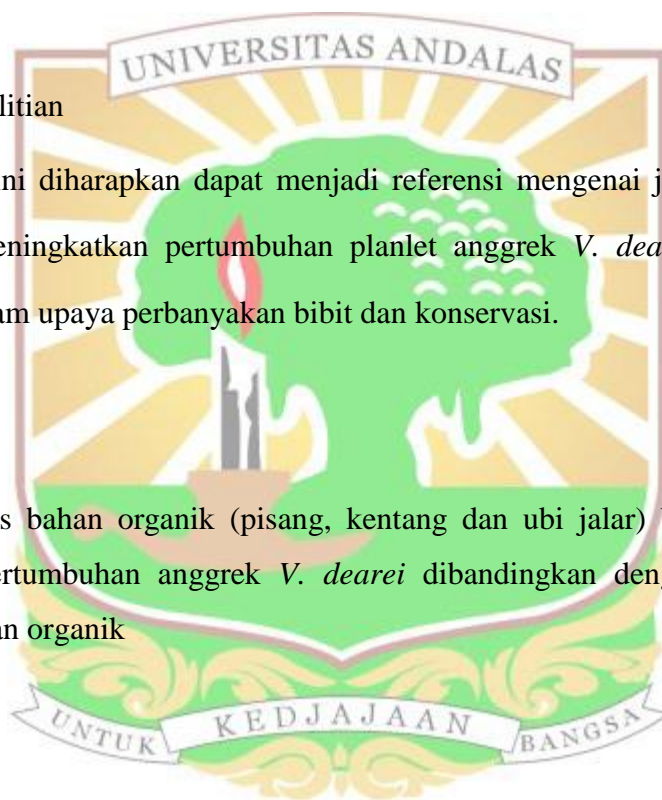 UNIVERSITAS ANDALAS
litian
ni diharapkan dapat menjadi referensi mengenai j
eningkatkan pertumbuhan planlet anggrek V. dea
am upaya perbanyakan bibit dan konservasi.
s bahan organik (pisang, kentang dan ubi jalar)
ertumbuhan anggrek V. dearei dibandingkan deng
an organik
UNTUK KEDJAJAAN BANGSA